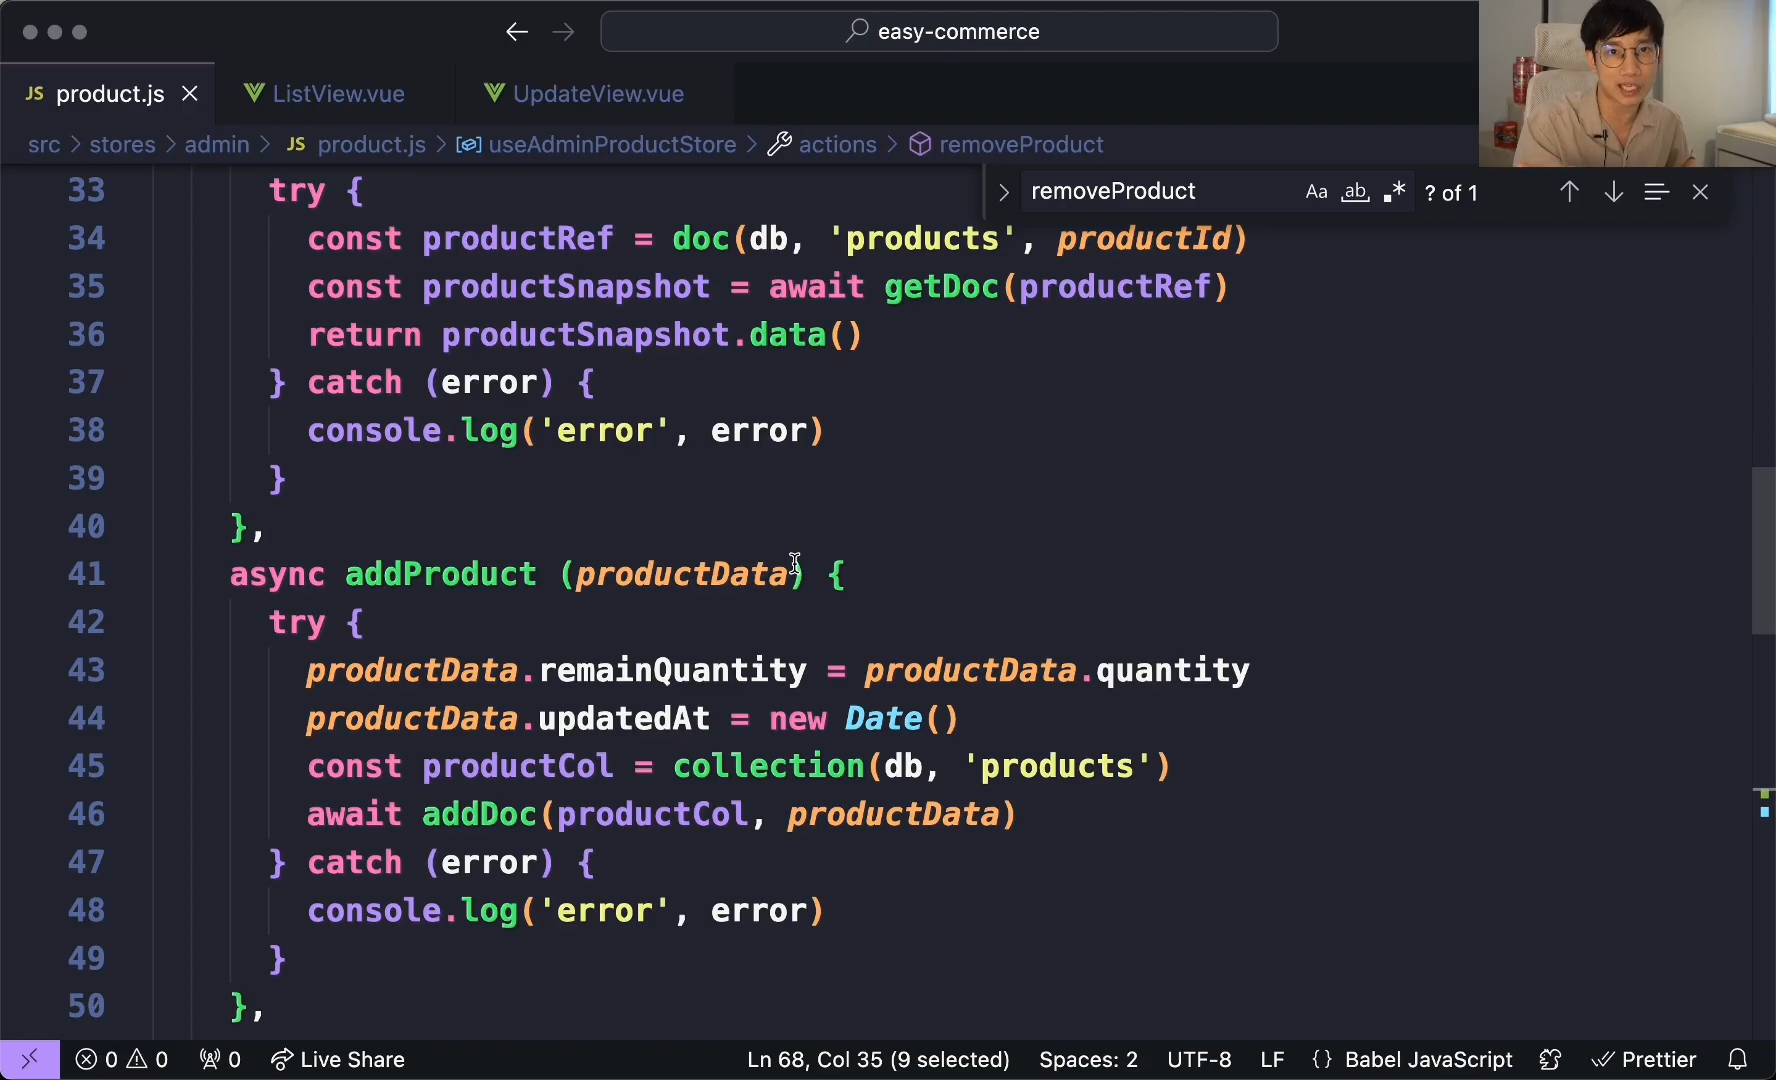 easy-commerce
JS product.js
ListView.vue
UpdateView.vue
src > stores > admin > JS product.js > useAdminProductStore > actions > removeProduct
removeProduct Aa ab .* ? of 1
33 try {
34 const productRef = doc(db, 'products', productId)
35 const productSnapshot = await getDoc(productRef)
36 return productSnapshot.data()
37 } catch (error) {
38 console.log('error', error)
39 }
40 },
41 async addProduct (productData) {
42 try {
43 productData.remainQuantity = productData.quantity
44 productData.updatedAt = new Date()
45 const productCol = collection(db, 'products')
46 await addDoc(productCol, productData)
47 } catch (error) {
48 console.log('error', error)
49 }
50 },
0 0 0 Live Share Ln 68, Col 35 (9 selected) Spaces: 2 UTF-8 LF {} Babel JavaScript Prettier